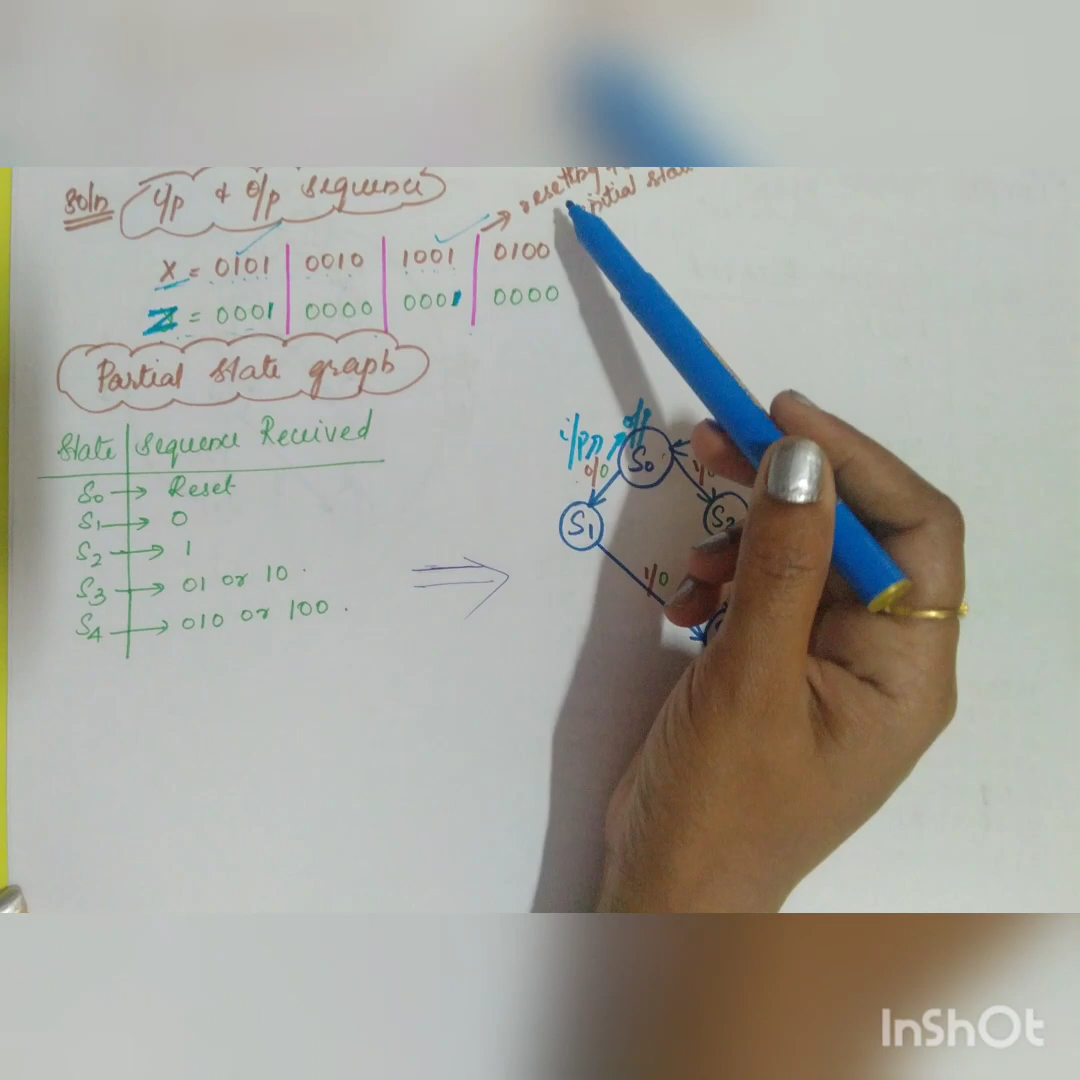 Soln I/p & O/p sequence
→ resetting
initial state
X = 0101 | 0010 | 1001 | 0100
Z = 0001 | 0000 | 0001 | 0000
Partial state graph
State | Sequence Received
S0 → Reset
S1 → 0
S2 → 1
S3 → 01 or 10 .
S4 → 010 or 100 .
i/p o/p
0/0 S0 1/0
S1 S2
1/0
InShOt